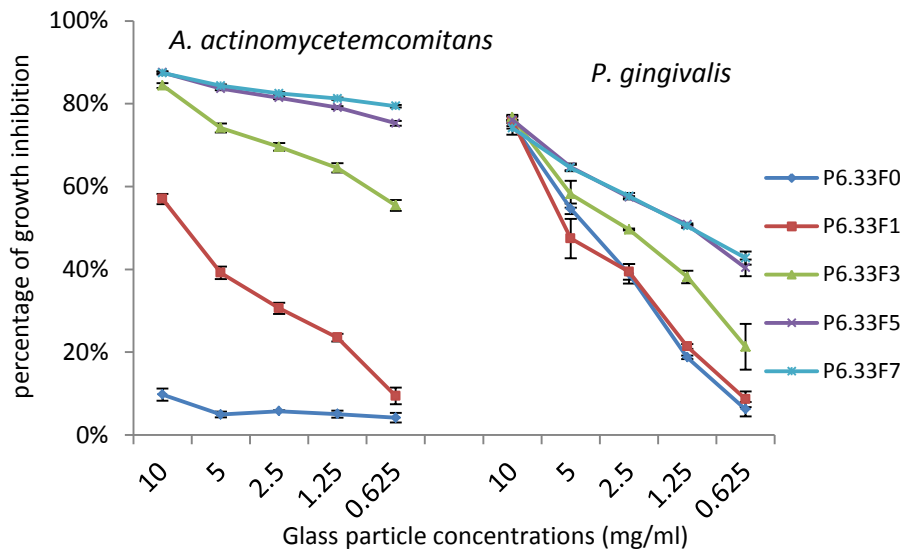 100%
80%
60%
40%
20%
0%
percentage of growth inhibition
A. actinomycetemcomitans
P. gingivalis
P6.33F0
P6.33F1
P6.33F3
P6.33F5
P6.33F7
10 5 2.5 1.25 0.625 10 5 2.5 1.25 0.625
Glass particle concentrations (mg/ml)